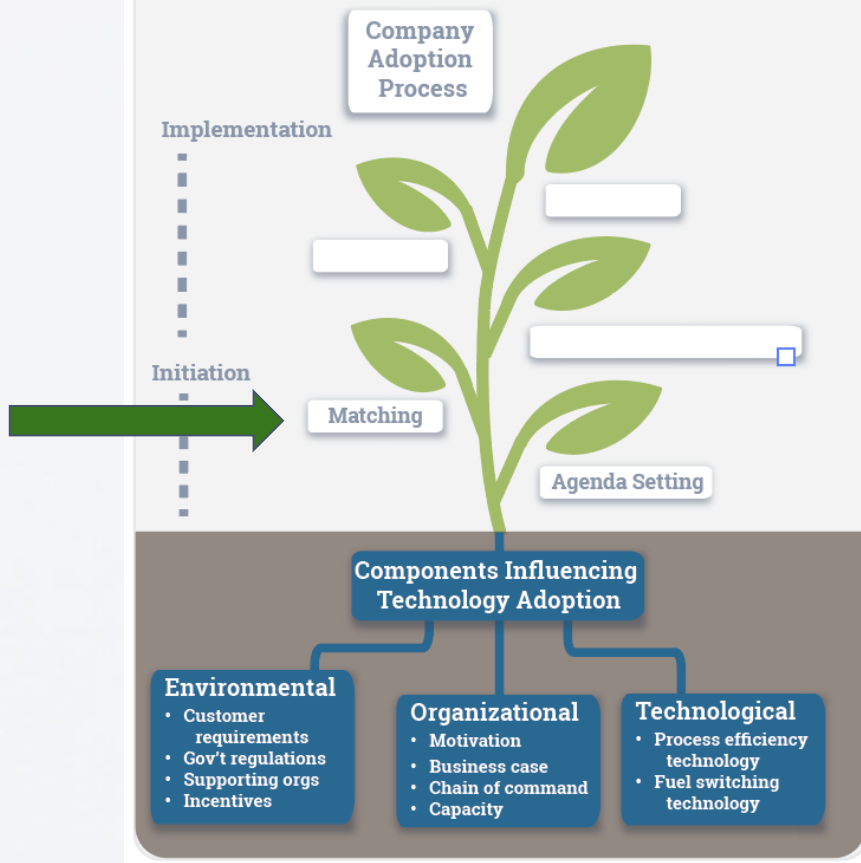 Company
Adoption
Process
Implementation
Initiation
Matching
Agenda Setting
Components Influencing
Technology Adoption
Environmental
• Customer
requirements
• Gov't regulations
• Supporting orgs
• Incentives
Organizational
• Motivation
• Business case
• Chain of command
• Capacity
Technological
• Process efficiency
technology
• Fuel switching
technology